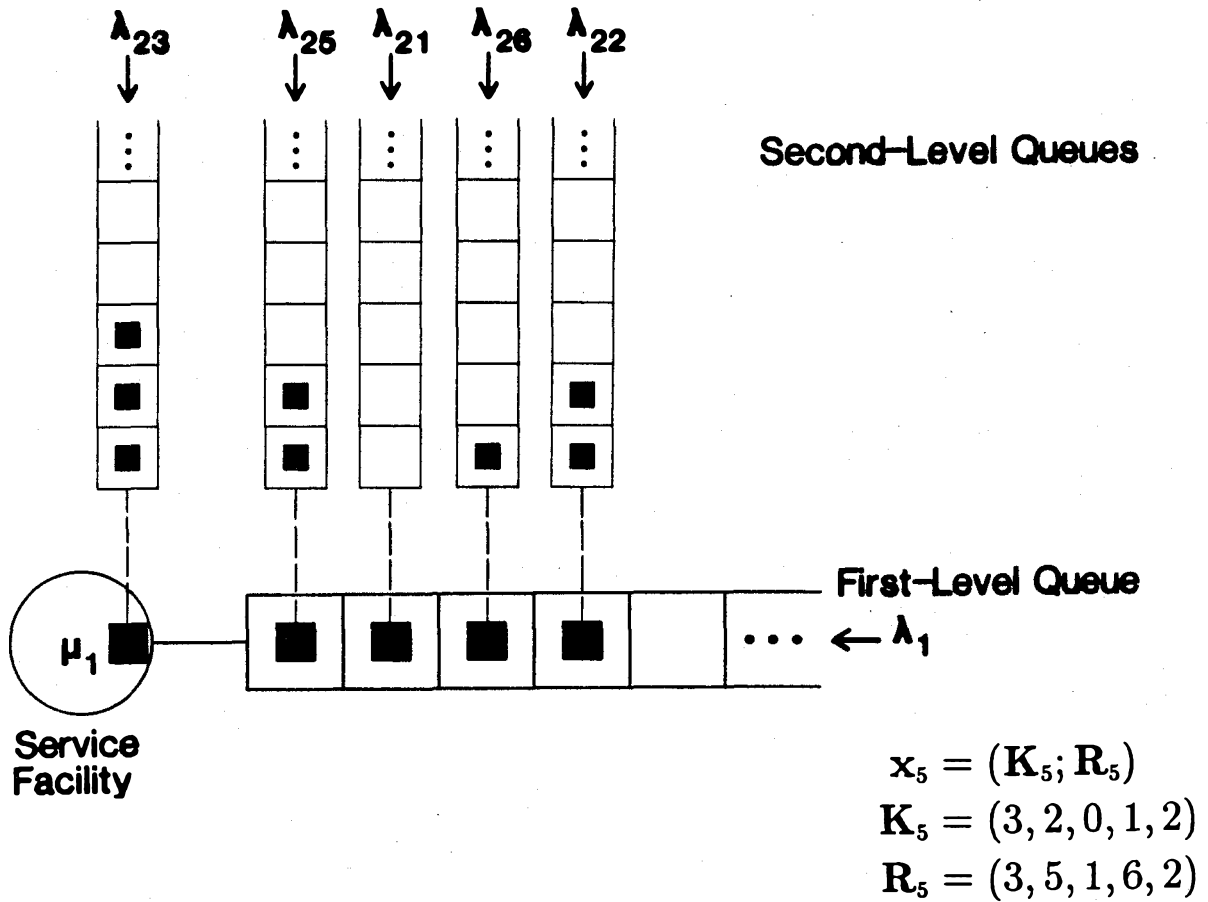 λ₂₃ λ₂₅ λ₂₁ λ₂₆ λ₂₂
Second-Level Queues
First-Level Queue
μ₁
λ₁
Service
Facility
x₅ = (K₅; R₅)
K₅ = (3, 2, 0, 1, 2)
R₅ = (3, 5, 1, 6, 2)